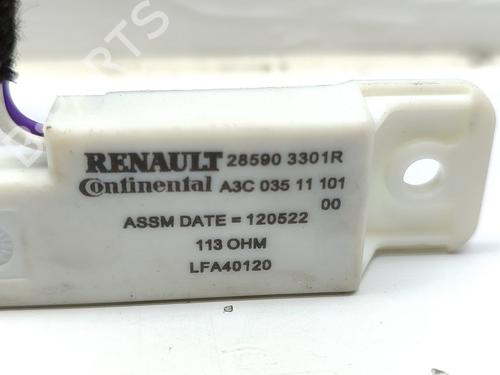 RENAULT 28590 3301R
Continental A3C 035 11 101
00
ASSM DATE = 120522
113 OHM
LFA40120